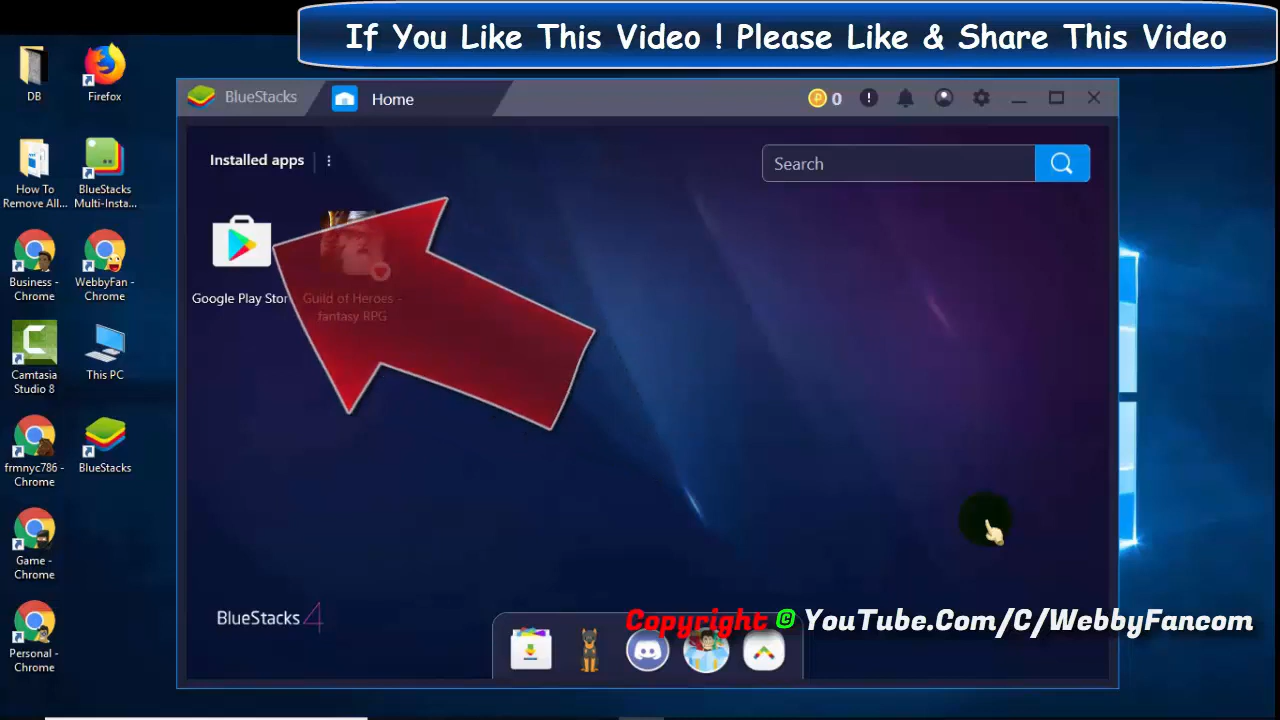 If You Like This Video ! Please Like & Share This Video
DB
Firefox
BlueStacks
Home
0
How To
Remove All...
BlueStacks
Multi-Insta...
Installed apps
Search
Business -
Chrome
WebbyFan -
Chrome
Google Play Stor
Guild of Heroes -
fantasy RPG
Camtasia
Studio 8
This PC
frmnyc786 -
Chrome
BlueStacks
Game -
Chrome
Personal -
Chrome
BlueStacks 4
Copyright © YouTube.Com/C/WebbyFancom